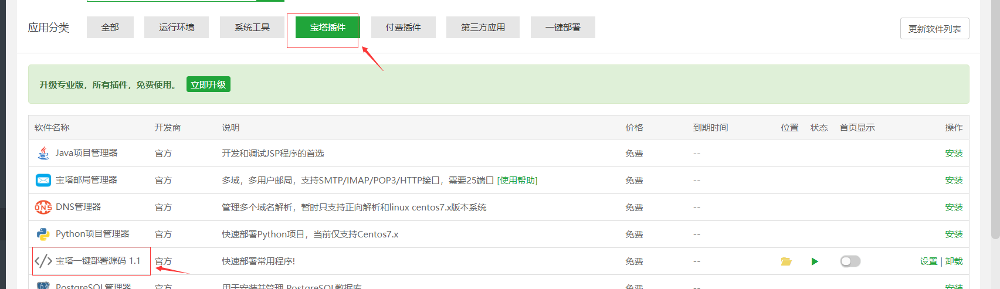 应用分类 全部 运行环境 系统工具 宝塔插件 付费插件 第三方应用 一键部署 更新软件列表
升级专业版，所有插件，免费使用。 立即升级
软件名称 开发商 说明 价格 到期时间 位置 状态 首页显示 操作
Java项目管理器 官方 开发和调试JSP程序的首选 免费 -- 安装
宝塔邮局管理器 官方 多域，多用户邮局，支持SMTP/IMAP/POP3/HTTP接口，需要25端口 [使用帮助] 免费 -- 安装
DNS管理器 官方 管理多个域名解析，暂时只支持正向解析和linux centos7.x版本系统 免费 -- 安装
Python项目管理器 官方 快速部署Python项目，当前仅支持Centos7.x 免费 -- 安装
宝塔一键部署源码 1.1 官方 快速部署常用程序! 免费 -- 设置 | 卸载
PostgreSQL管理器 官方 用于安装并管理 PostgreSQL数据库 免费 -- 安装